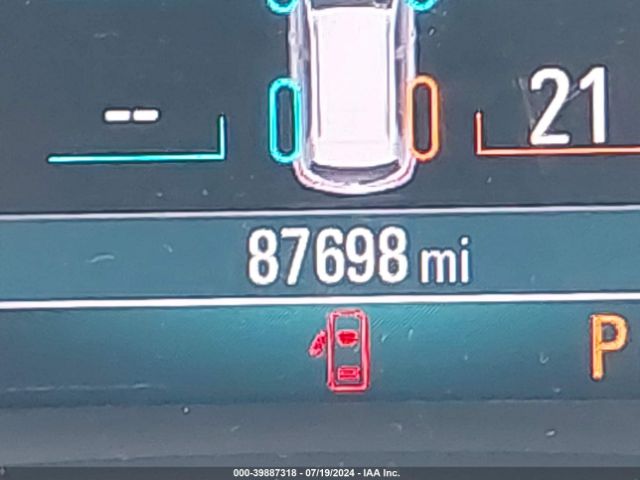 -- 21
87698 mi
P
000-39887318 - 07/19/2024 - IAA Inc.